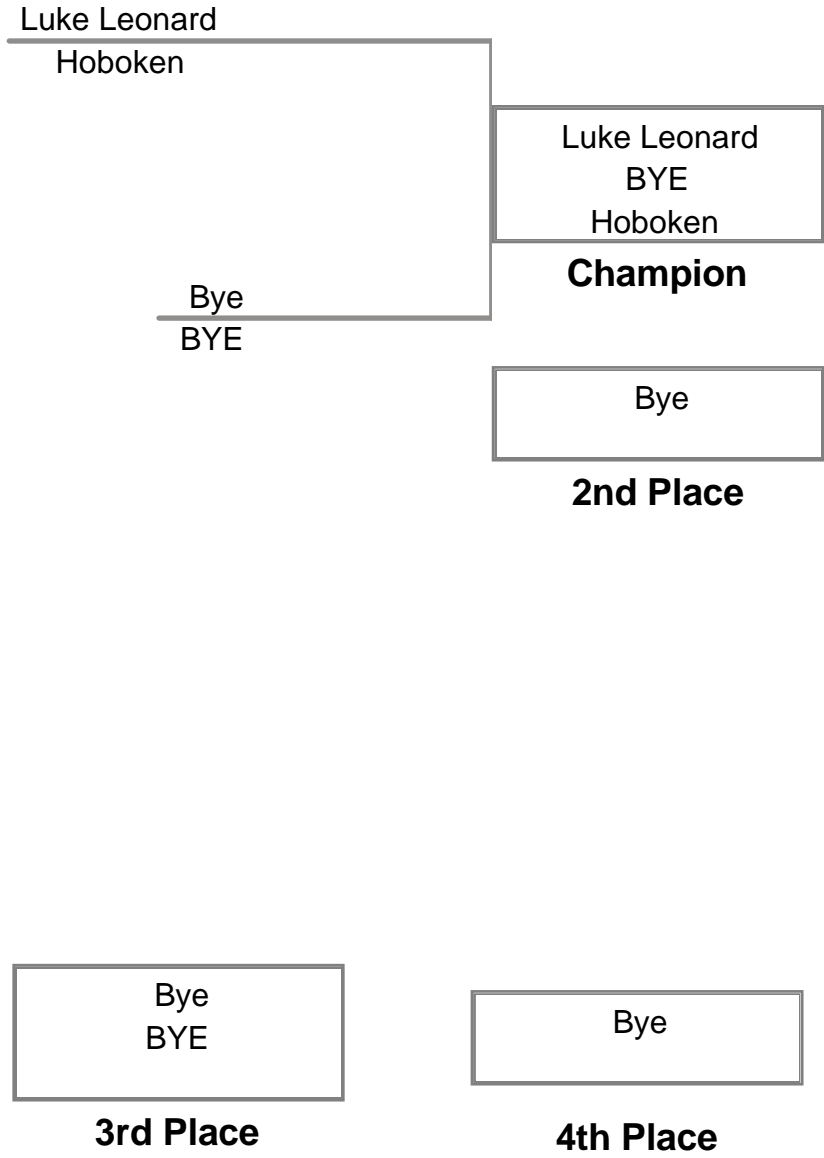 Luke Leonard
Hoboken
Luke Leonard
BYE
Hoboken
Champion
Bye
BYE
Bye
2nd Place
Bye
BYE
3rd Place
Bye
4th Place